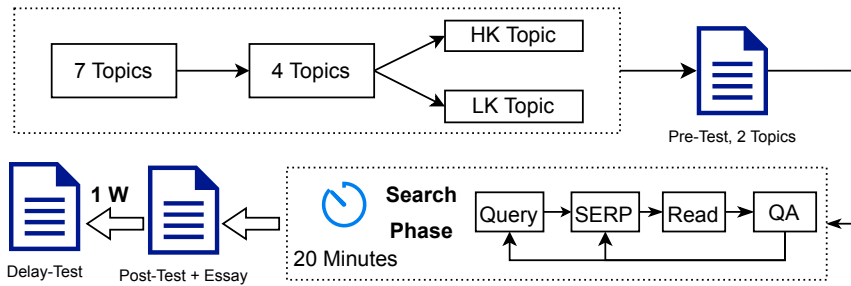 7 Topics
4 Topics
HK Topic
LK Topic
Pre-Test, 2 Topics
Delay-Test
1 W
Post-Test + Essay
20 Minutes
Search
Phase
Query
SERP
Read
QA